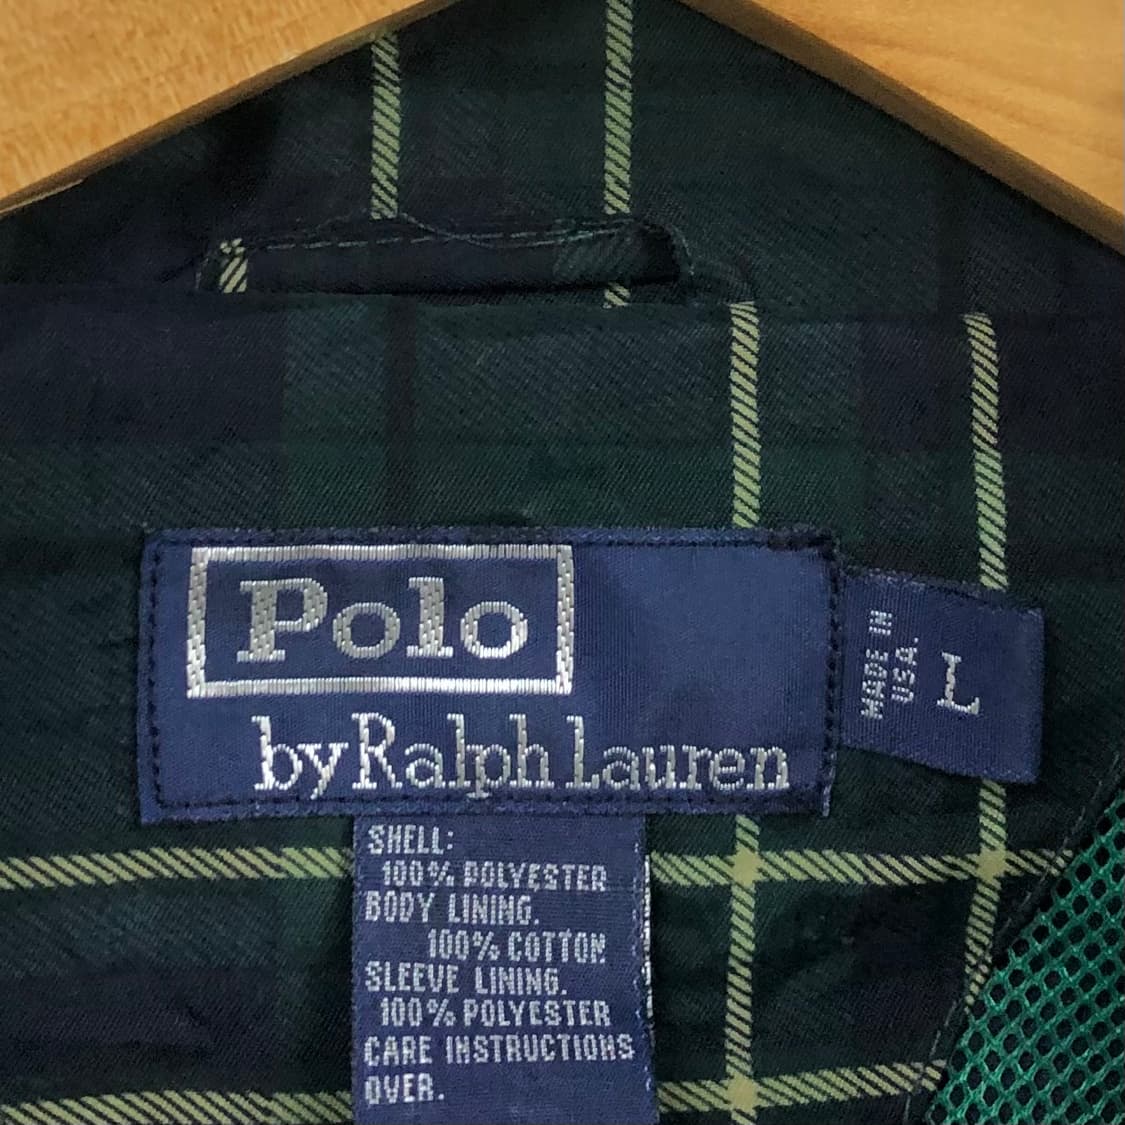 Polo
by Ralph Lauren
MADE IN
U.S.A.
L
SHELL:
100% POLYESTER
BODY LINING.
100% COTTON
SLEEVE LINING.
100% POLYESTER
CARE INSTRUCTIONS
OVER.